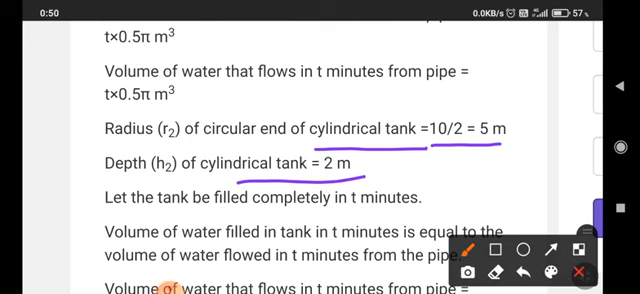 0:50 0.0KB/s 57%
t×0.5π m³
Volume of water that flows in t minutes from pipe =
t×0.5π m³
Radius (r₂) of circular end of cylindrical tank =10/2 = 5 m
Depth (h₂) of cylindrical tank = 2 m
Let the tank be filled completely in t minutes.
Volume of water filled in tank in t minutes is equal to the
volume of water flowed in t minutes from the pipe.
Volume of water that flows in t minutes from pipe =